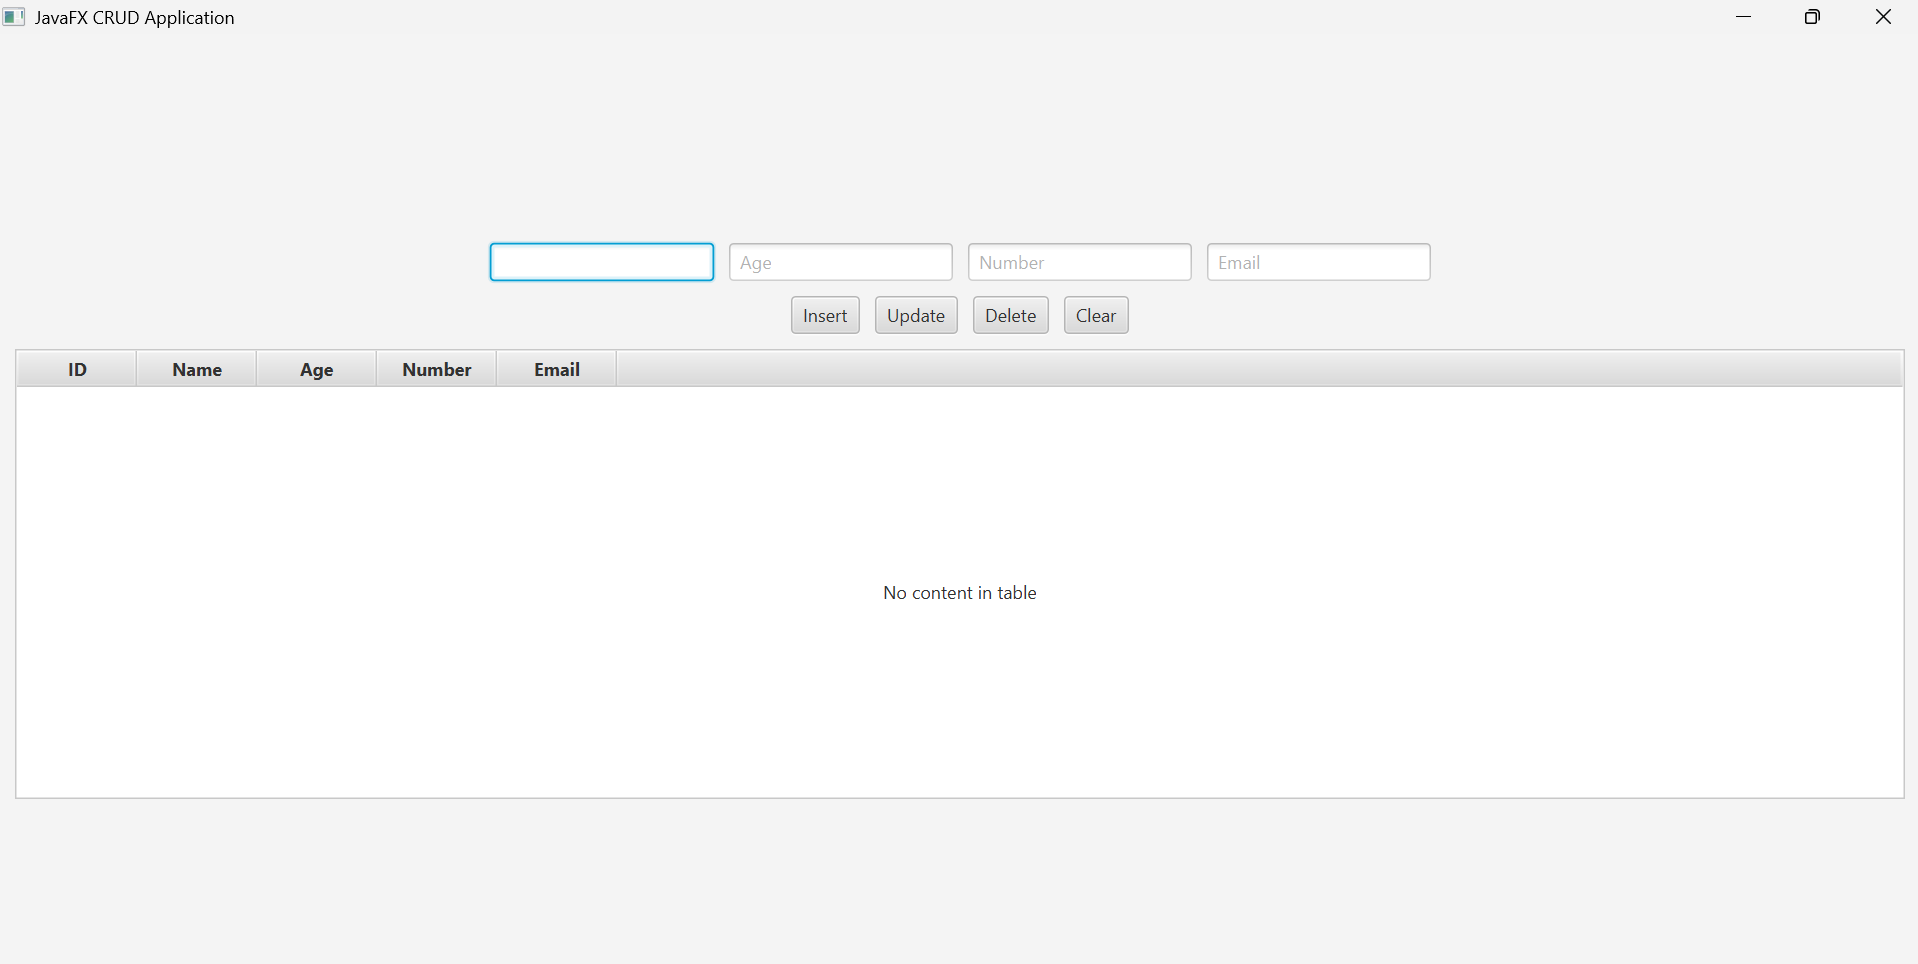 JavaFX CRUD Application
Age Number Email
Insert Update Delete Clear
ID Name Age Number Email
No content in table